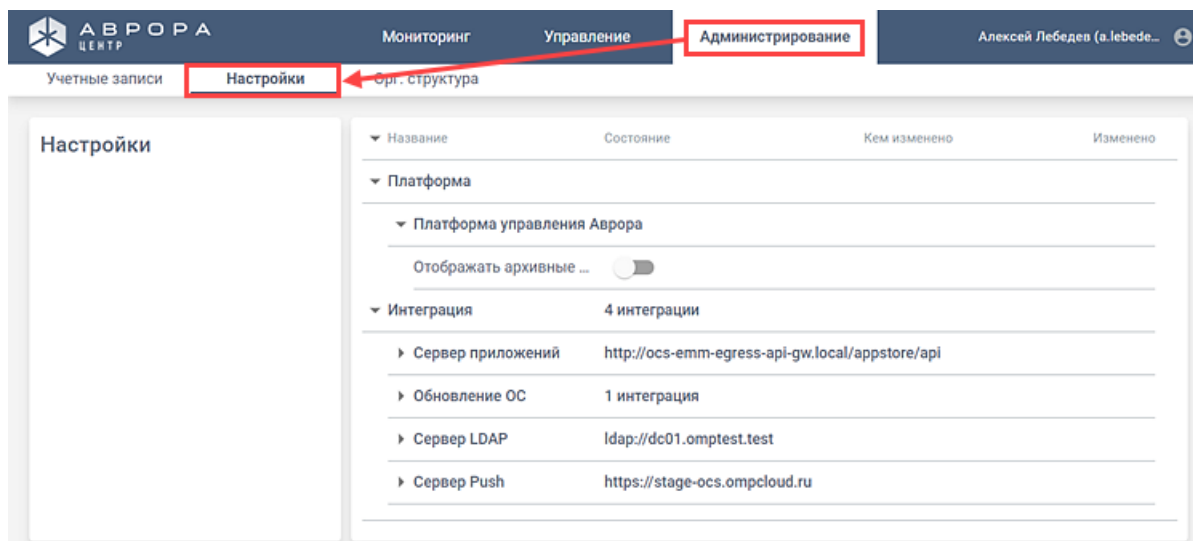 АВРОРА
ЦЕНТР
Мониторинг Управление Администрирование Алексей Лебедев (a.lebede...
Учетные записи Настройки Орг. структура
Настройки
Название Состояние Кем изменено Изменено
Платформа
Платформа управления Аврора
Отображать архивные ...
Интеграция 4 интеграции
Сервер приложений http://ocs-emm-egress-api-gw.local/appstore/api
Обновление ОС 1 интеграция
Сервер LDAP ldap://dc01.omptest.test
Сервер Push https://stage-ocs.ompcloud.ru